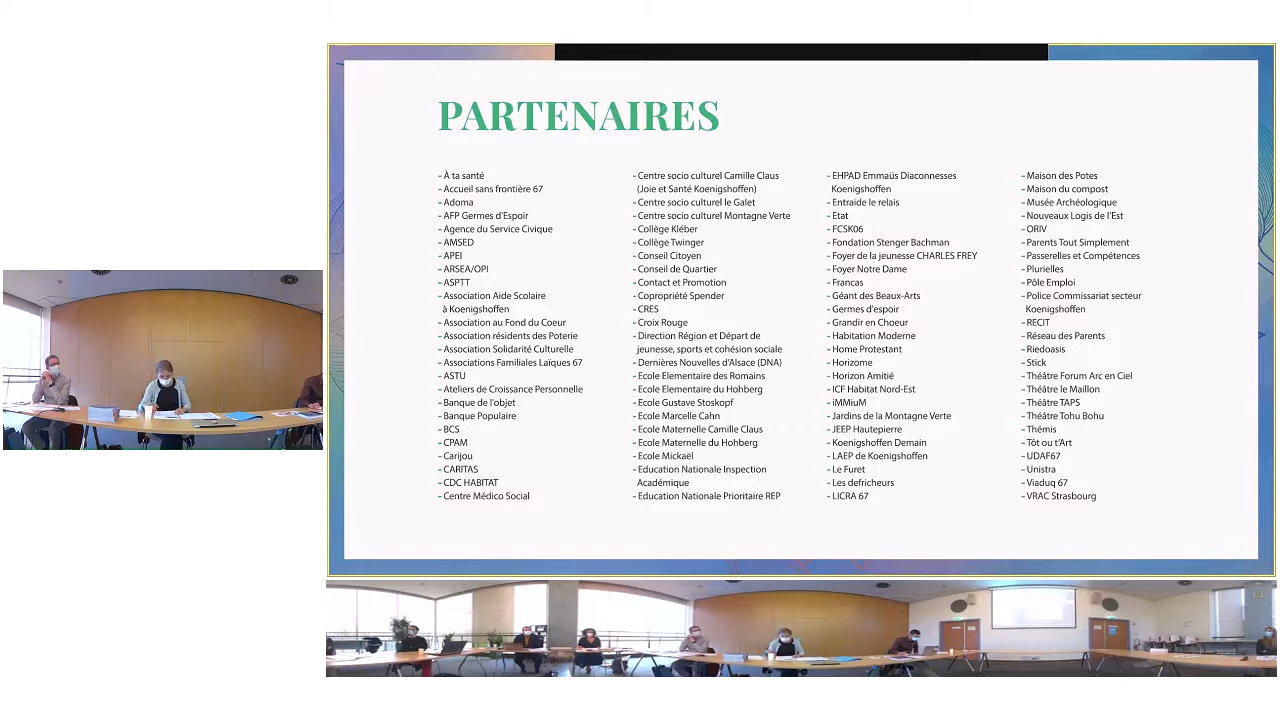 PARTENAIRES
- À ta santé
- Accueil sans frontière 67
- Adoma
- AFP Germes d'Espoir
- Agence du Service Civique
- AMSED
- APEI
- ARSEA/OPI
- ASPTT
- Association Aide Scolaire
à Koenigshoffen
- Association au Fond du Coeur
- Association résidents des Poterie
- Association Solidarité Culturelle
- Associations Familiales Laïques 67
- ASTU
- Ateliers de Croissance Personnelle
- Banque de l'objet
- Banque Populaire
- BCS
- CPAM
- Carijou
- CARITAS
- CDC HABITAT
- Centre Médico Social
- Centre socio culturel Camille Claus
(Joie et Santé Koenigshoffen)
- Centre socio culturel le Galet
- Centre socio culturel Montagne Verte
- Collège Kléber
- Collège Twinger
- Conseil Citoyen
- Conseil de Quartier
- Contact et Promotion
- Copropriété Spender
- CRES
- Croix Rouge
- Direction Région et Départ de
jeunesse, sports et cohésion sociale
- Dernières Nouvelles d'Alsace (DNA)
- Ecole Elementaire des Romains
- Ecole Elementaire du Hohberg
- Ecole Gustave Stoskopf
- Ecole Marcelle Cahn
- Ecole Maternelle Camille Claus
- Ecole Maternelle du Hohberg
- Ecole Mickaël
- Education Nationale Inspection
Académique
- Education Nationale Prioritaire REP
- EHPAD Emmaüs Diaconnesses
Koenigshoffen
- Entraide le relais
- Etat
- FCSK06
- Fondation Stenger Bachman
- Foyer de la jeunesse CHARLES FREY
- Foyer Notre Dame
- Francas
- Géant des Beaux-Arts
- Germes d'espoir
- Grandir en Choeur
- Habitation Moderne
- Home Protestant
- Horizome
- Horizon Amitié
- ICF Habitat Nord-Est
- iMMiuM
- Jardins de la Montagne Verte
- JEEP Hautepierre
- Koenigshoffen Demain
- LAEP de Koenigshoffen
- Le Furet
- Les defricheurs
- LICRA 67
- Maison des Potes
- Maison du compost
- Musée Archéologique
- Nouveaux Logis de l'Est
- ORIV
- Parents Tout Simplement
- Passerelles et Compétences
- Plurielles
- Pôle Emploi
- Police Commissariat secteur
Koenigshoffen
- RECIT
- Réseau des Parents
- Riedoasis
- Stick
- Théâtre Forum Arc en Ciel
- Théâtre le Maillon
- Théâtre TAPS
- Théâtre Tohu Bohu
- Thémis
- Tôt ou t'Art
- UDAF67
- Unistra
- Viaduq 67
- VRAC Strasbourg